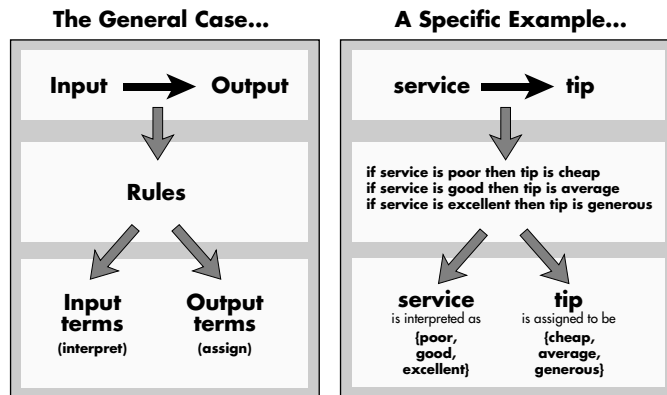 The General Case...
Input
Output
Rules
Input
terms
(interpret)
Output
terms
(assign)
A Specific Example...
service
tip
if service is poor then tip is cheap
if service is good then tip is average
if service is excellent then tip is generous
service
is interpreted as
{poor,
good,
excellent}
tip
is assigned to be
{cheap,
average,
generous}